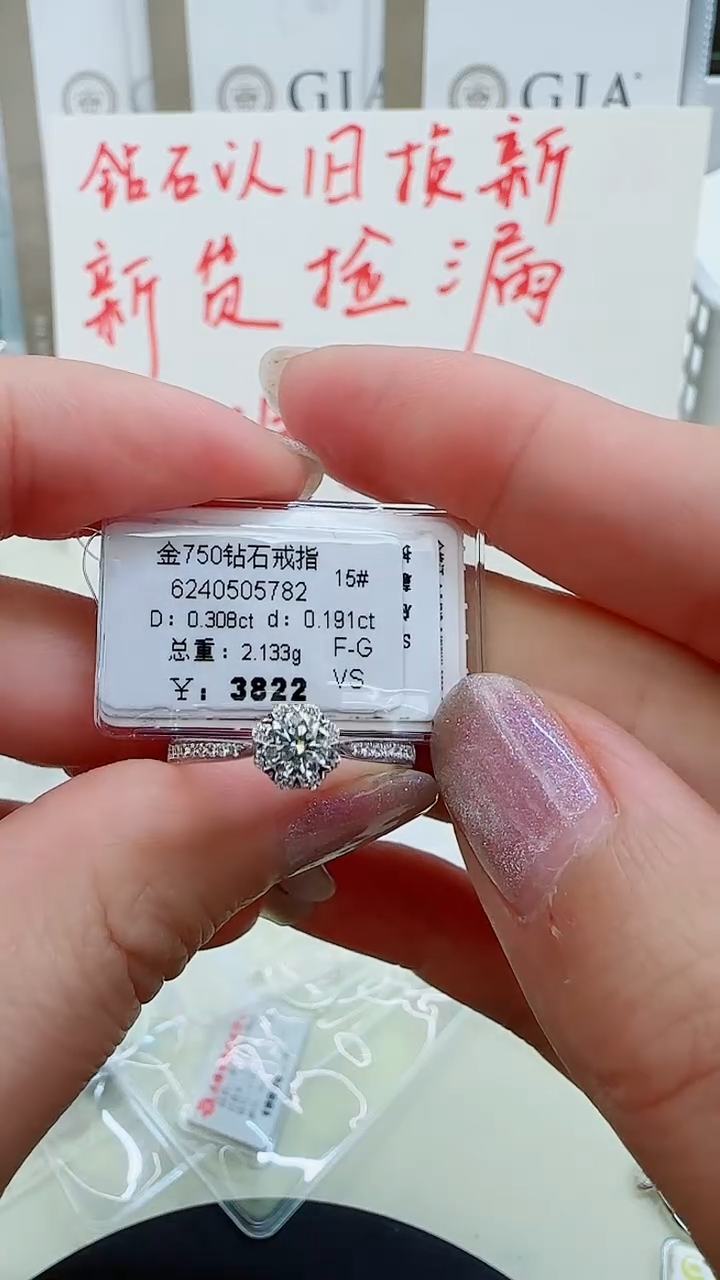 GIA
GIA
钻石以旧换新
新货捡漏
金750钻石戒指
15#
6240505782
D: 0.308ct d: 0.191ct
总重: 2.133g
F-G
¥: 3822
VS